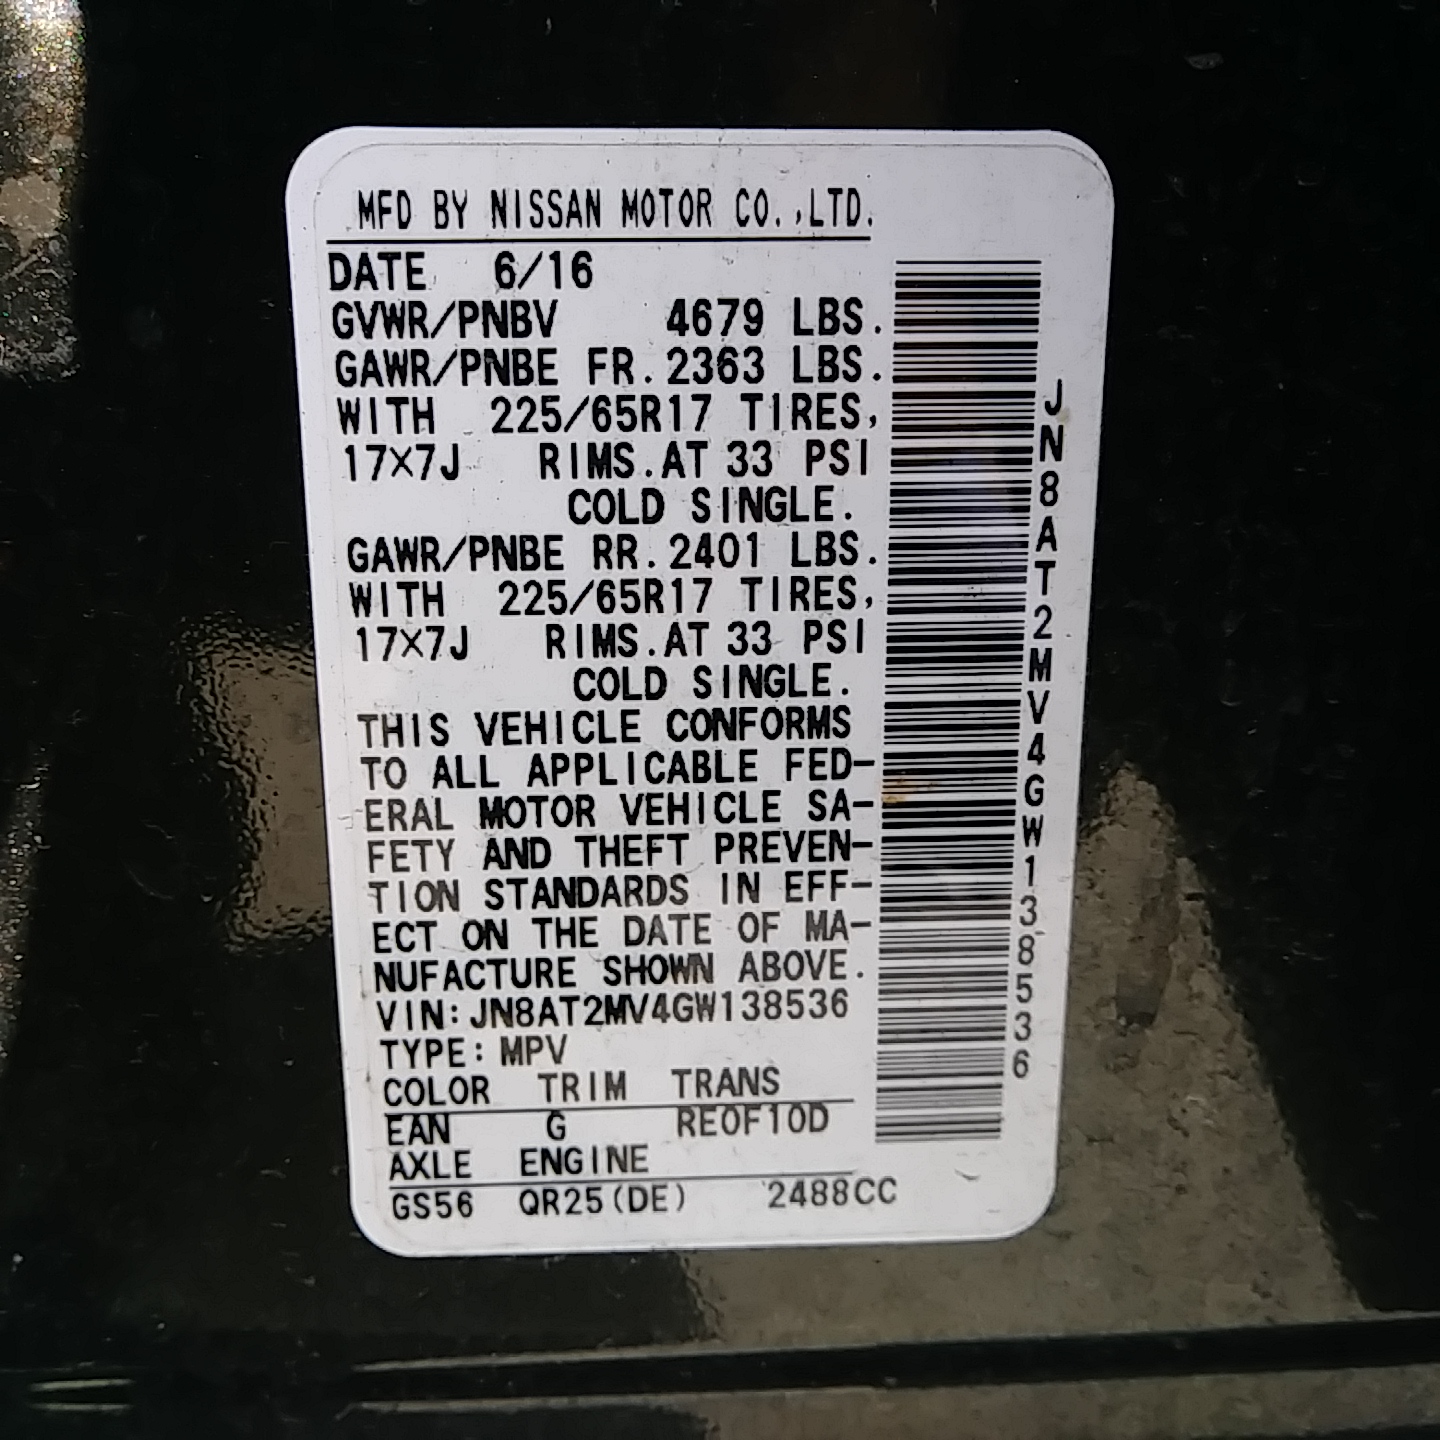 MFD BY NISSAN MOTOR CO.,LTD.
DATE 6/16
GVWR/PNBV 4679 LBS.
GAWR/PNBE FR. 2363 LBS.
WITH 225/65R17 TIRES,
17×7J RIMS.AT 33 PSI
COLD SINGLE.
GAWR/PNBE RR. 2401 LBS.
WITH 225/65R17 TIRES,
17×7J RIMS.AT 33 PSI
COLD SINGLE.
THIS VEHICLE CONFORMS
TO ALL APPLICABLE FED-
ERAL MOTOR VEHICLE SA-
FETY AND THEFT PREVEN-
TION STANDARDS IN EFF-
ECT ON THE DATE OF MA-
NUFACTURE SHOWN ABOVE.
VIN:JN8AT2MV4GW138536
TYPE:MPV
COLOR TRIM TRANS
EAN G RE0F10D
AXLE ENGINE
GS56 QR25(DE) 2488CC
JN8AT2MV4GW138536